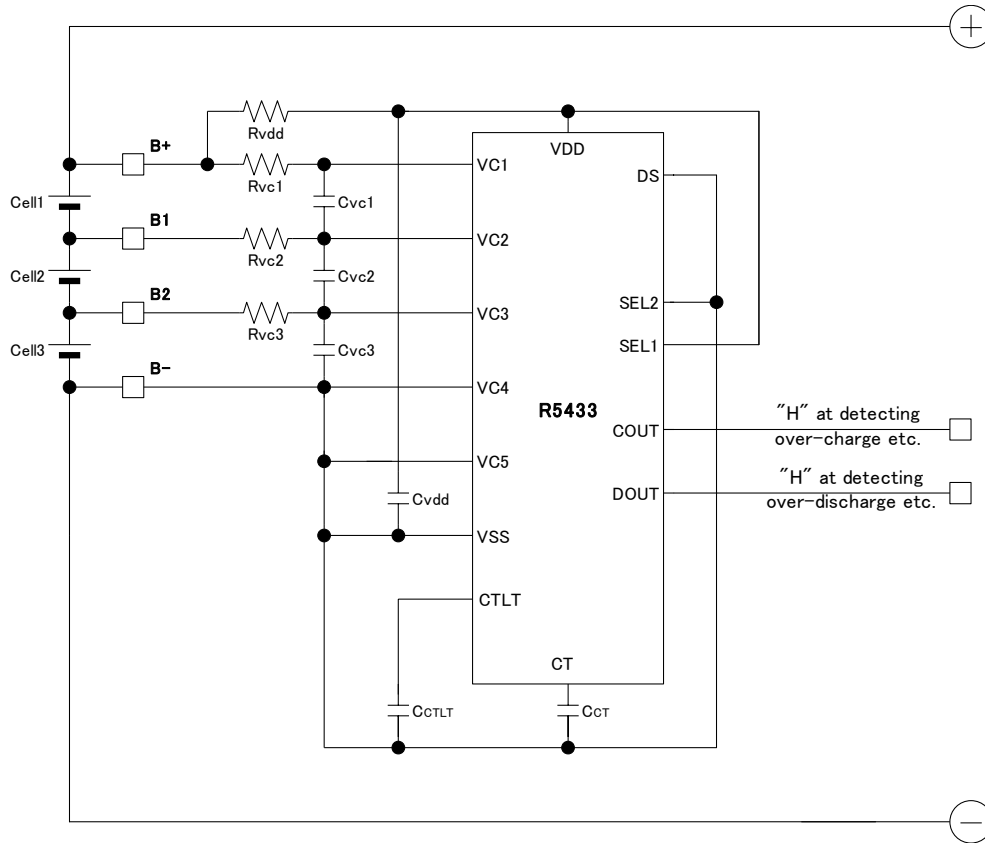 +
Rvdd
B+
VDD
VC1
DS
Rvc1
Cell1
Cvc1
B1
VC2
Rvc2
Cell2
Cvc2
B2
SEL2
VC3
Rvc3
SEL1
Cell3
Cvc3
B-
VC4
R5433
"H" at detecting
over-charge etc.
COUT
VC5
"H" at detecting
over-discharge etc.
DOUT
Cvdd
VSS
CTLT
CT
CCTLT
CCT
−